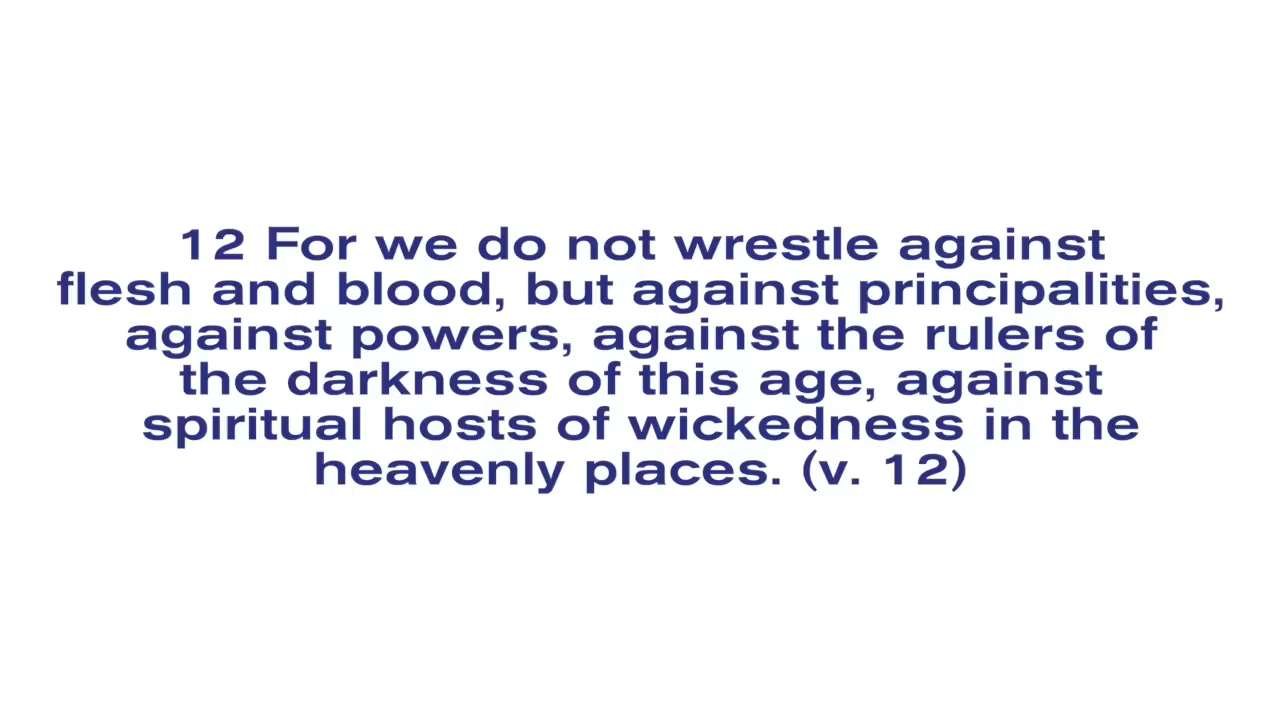 12 For we do not wrestle against
flesh and blood, but against principalities,
against powers, against the rulers of
the darkness of this age, against
spiritual hosts of wickedness in the
heavenly places. (v. 12)